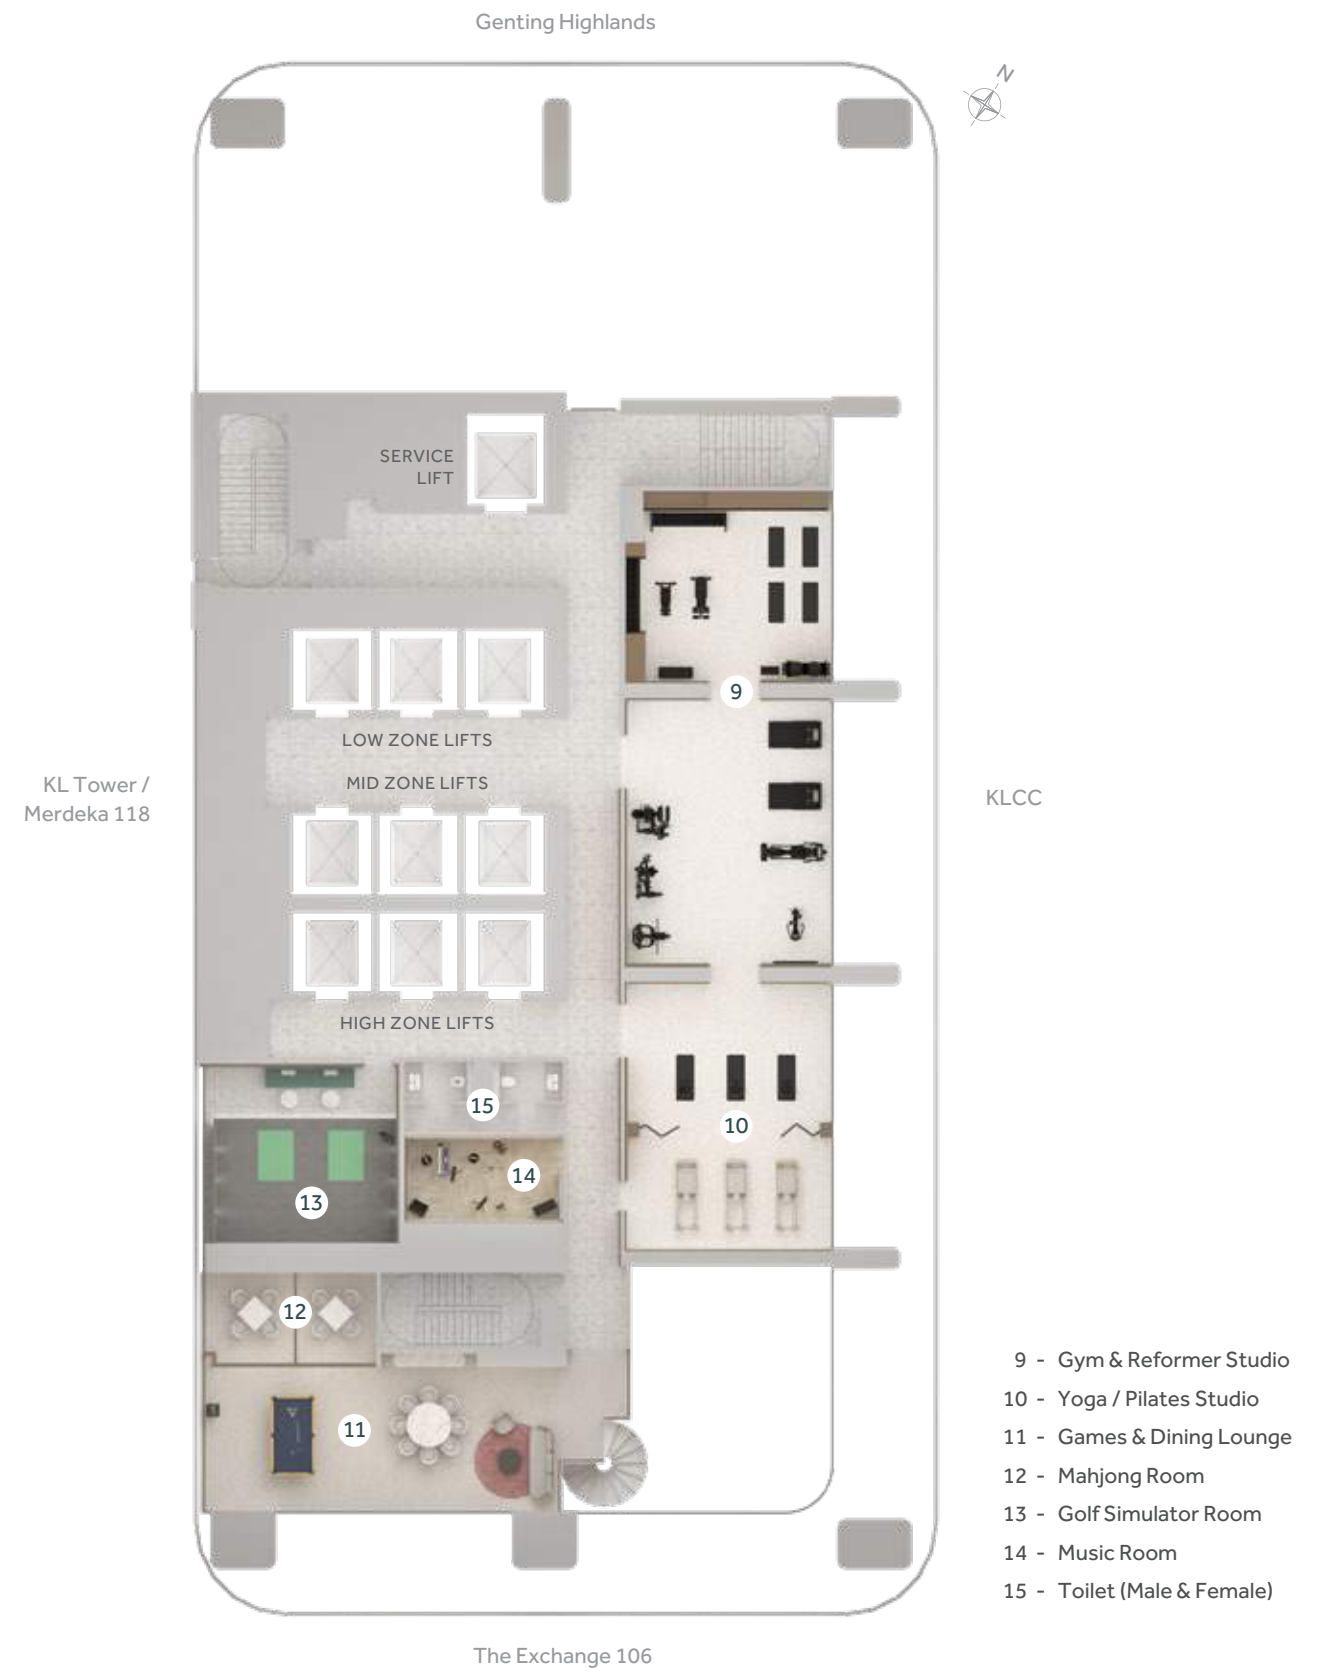 Genting Highlands
N
SERVICE
LIFT
LOW ZONE LIFTS
MID ZONE LIFTS
HIGH ZONE LIFTS
KL Tower /
Merdeka 118
KLCC
9
10
15
14
13
12
11
9 - Gym & Reformer Studio
10 - Yoga / Pilates Studio
11 - Games & Dining Lounge
12 - Mahjong Room
13 - Golf Simulator Room
14 - Music Room
15 - Toilet (Male & Female)
The Exchange 106